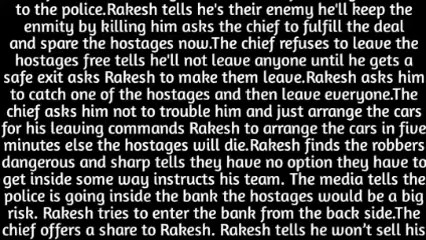 to the police.Rakesh tells he's their enemy he'll keep the
enmity by killing him asks the chief to fulfill the deal
and spare the hostages now.The chief refuses to leave the
hostages free tells he'll not leave anyone until he gets a
safe exit asks Rakesh to make them leave.Rakesh asks him
to catch one of the hostages and then leave everyone.The
chief asks him not to trouble him and just arrange the cars
for his leaving commands Rakesh to arrange the cars in five
minutes else the hostages will die.Rakesh finds the robbers
dangerous and sharp tells they have no option they have to
get inside some way instructs his team. The media tells the
police is going inside the bank the hostages would be a big
risk. Rakesh tries to enter the bank from the back side.The
chief offers a share to Rakesh. Rakesh tells he won't sell his